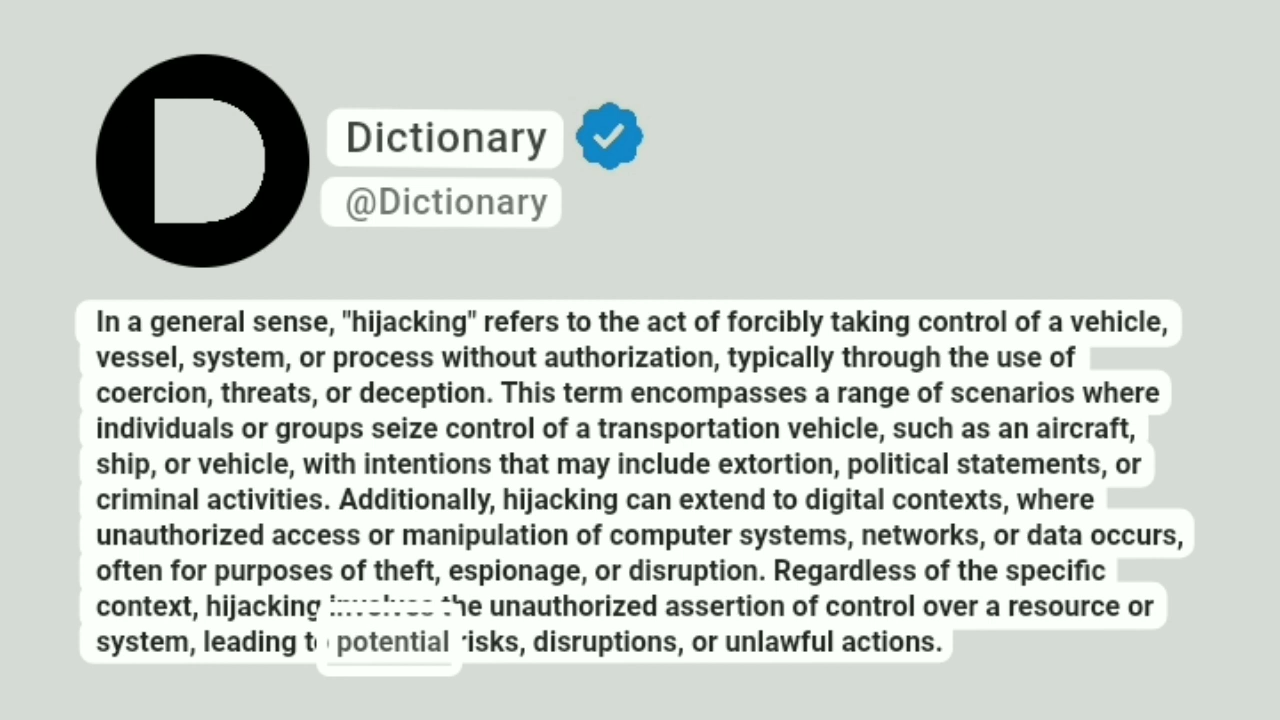 D
Dictionary
@Dictionary
In a general sense, "hijacking" refers to the act of forcibly taking control of a vehicle,
vessel, system, or process without authorization, typically through the use of
coercion, threats, or deception. This term encompasses a range of scenarios where
individuals or groups seize control of a transportation vehicle, such as an aircraft,
ship, or vehicle, with intentions that may include extortion, political statements, or
criminal activities. Additionally, hijacking can extend to digital contexts, where
unauthorized access or manipulation of computer systems, networks, or data occurs,
often for purposes of theft, espionage, or disruption. Regardless of the specific
context, hijacking involves the unauthorized assertion of control over a resource or
system, leading to potential risks, disruptions, or unlawful actions.